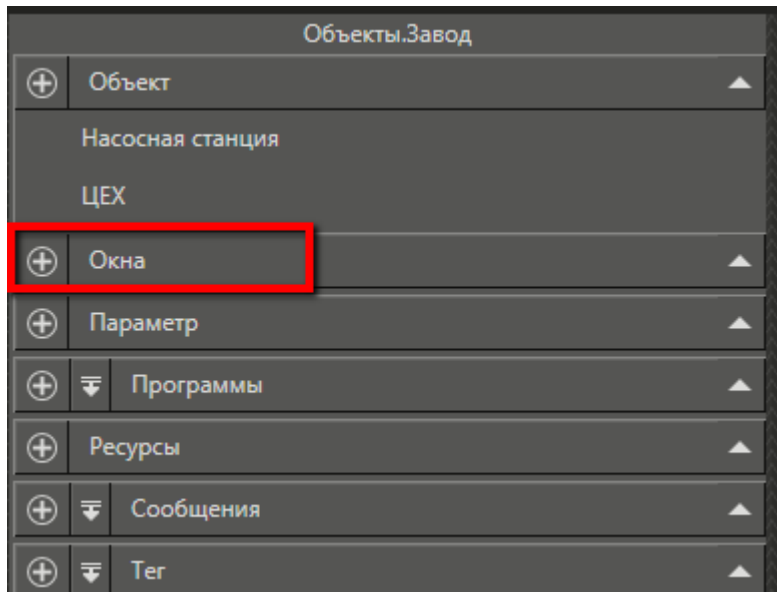 Объекты.Завод
Объект
Насосная станция
ЦЕХ
Окна
Параметр
Программы
Ресурсы
Сообщения
Тег